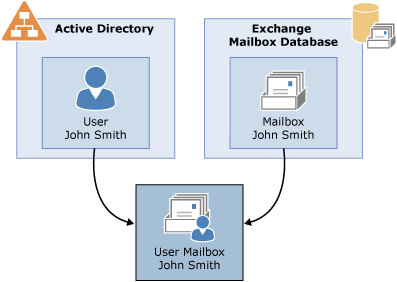 Active Directory
User
John Smith
Exchange
Mailbox Database
Mailbox
John Smith
User Mailbox
John Smith